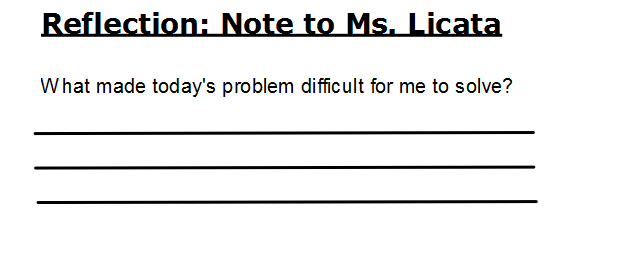 Reflection: Note to Ms. Licata
What made today's problem difficult for me to solve?